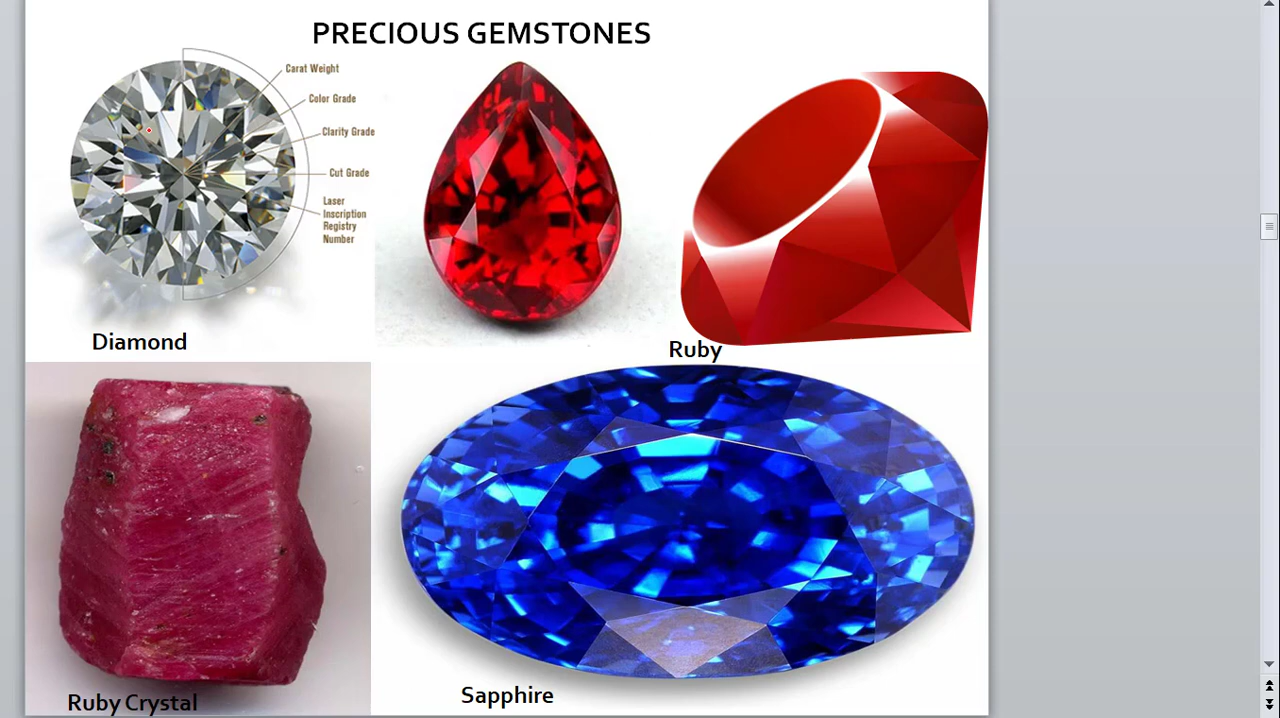 PRECIOUS GEMSTONES
Carat Weight
Color Grade
Clarity Grade
Cut Grade
Laser
Inscription
Registry
Number
Diamond
Ruby
Ruby Crystal
Sapphire